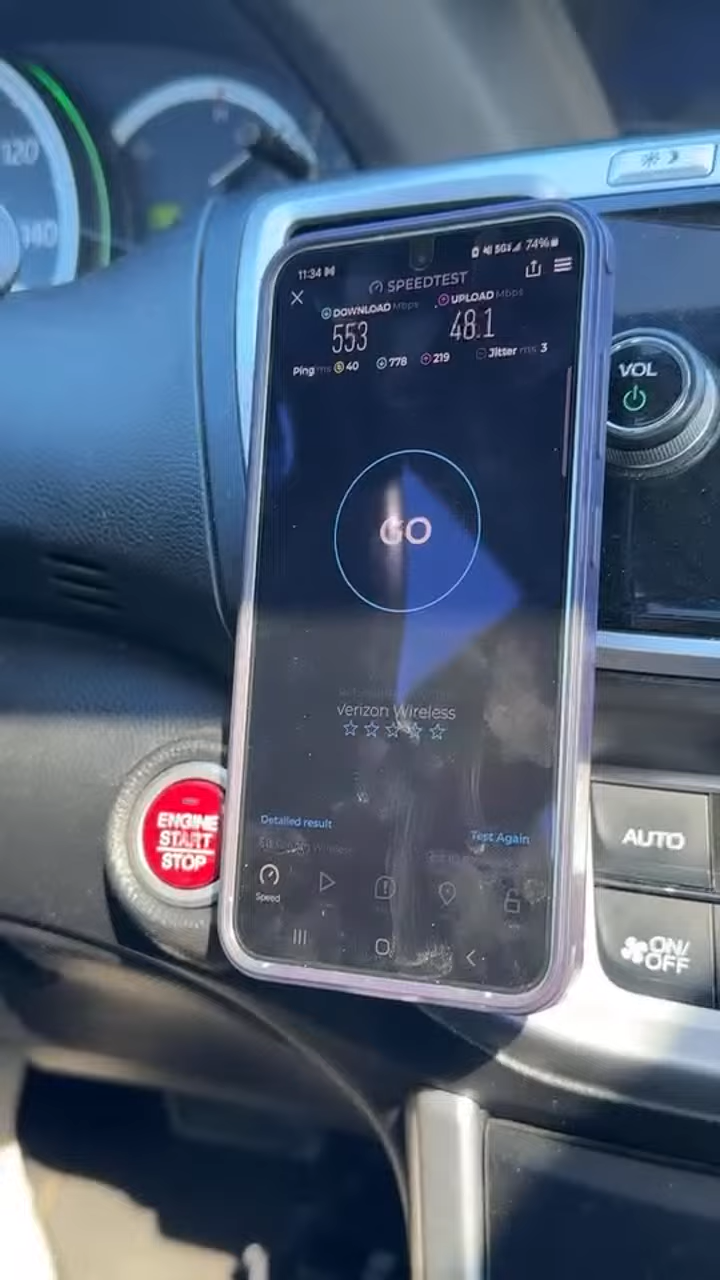 120
140
11:34
5G
74%
SPEEDTEST
DOWNLOAD Mbps
UPLOAD Mbps
553
48.1
Ping ms 40 778 219 Jitter ms 3
GO
Verizon Wireless
Detailed result
Test Again
Speed
VOL
ENGINE
START
STOP
AUTO
ON/
OFF